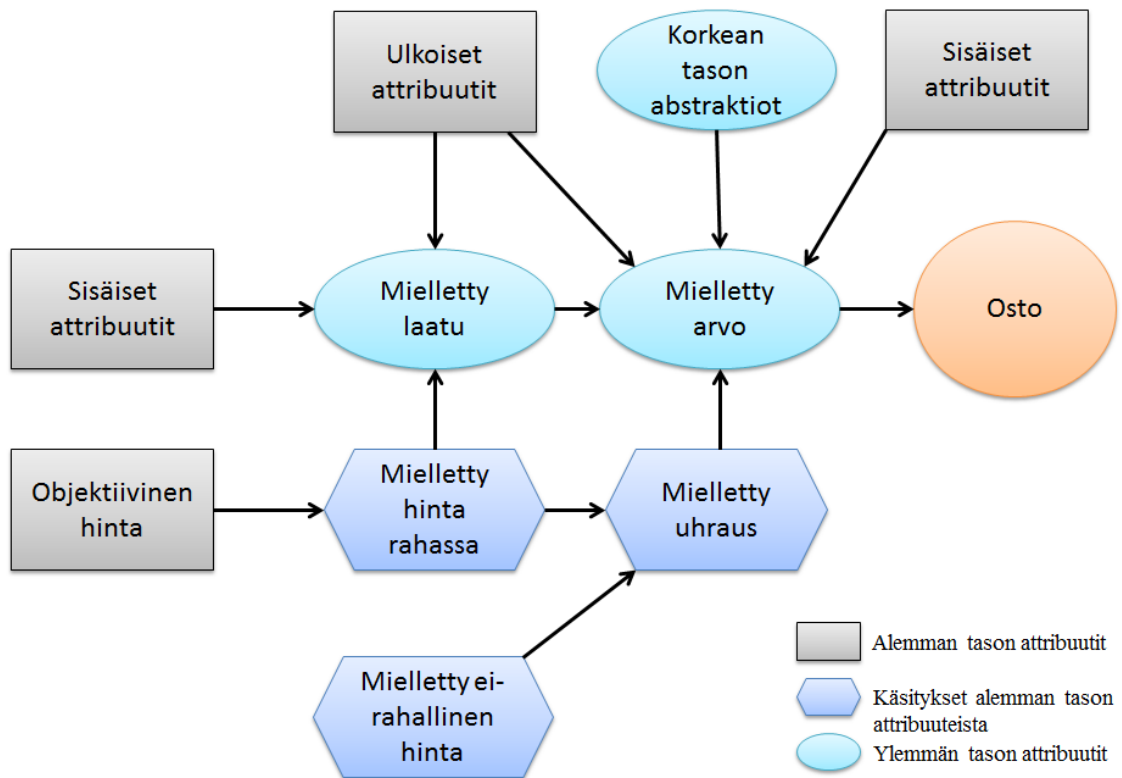 Ulkoiset
attribuutit
Korkean
tason
abstraktiot
Sisäiset
attribuutit
Sisäiset
attribuutit
Mielletty
laatu
Mielletty
arvo
Osto
Objektiivinen
hinta
Mielletty
hinta
rahassa
Mielletty
uhraus
Mielletty ei-
rahallinen
hinta
Alemman tason attribuutit
Käsitykset alemman tason
attribuuteista
Ylemmän tason attribuutit